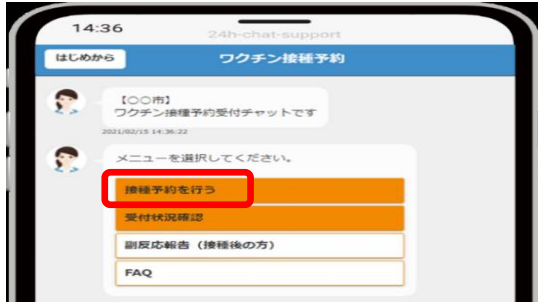 14:36
24h-chat-support
はじめから
ワクチン接種予約
【○○市】
ワクチン接種予約受付チャットです
2021/02/15 14:36:22
メニューを選択してください。
接種予約を行う
受付状況確認
副反応報告（接種後の方）
FAQ